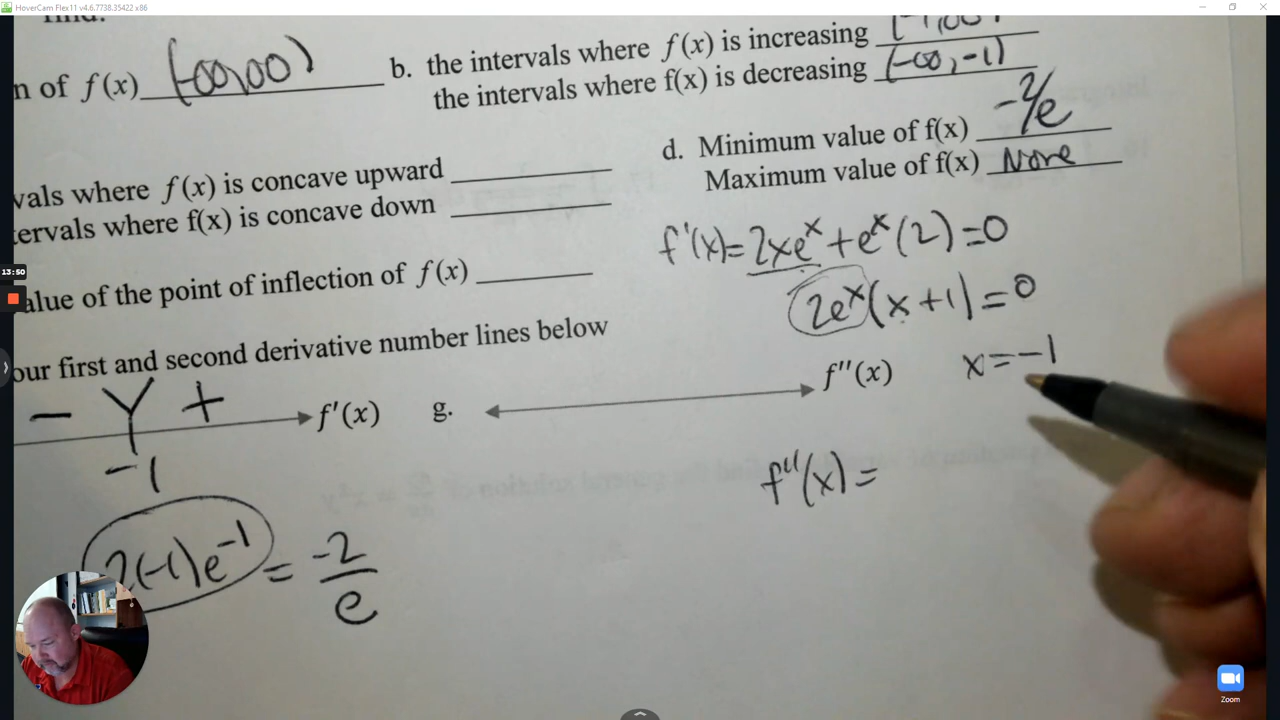 HoverCam Flex11 v4.6.7738.35422 x86
find:
n of f(x) (-∞,∞)
b. the intervals where f(x) is increasing
the intervals where f(x) is decreasing (-∞,-1)
d. Minimum value of f(x) -2/e
Maximum value of f(x) None
vals where f(x) is concave upward
tervals where f(x) is concave down
f'(x)=2xe^x+e^x(2)=0
2e^x(x+1)=0
13:50
alue of the point of inflection of f(x)
our first and second derivative number lines below
x=-1
- +
f'(x) g. f''(x)
-1
f''(x)=
2(-1)e^-1 = -2/e
Zoom